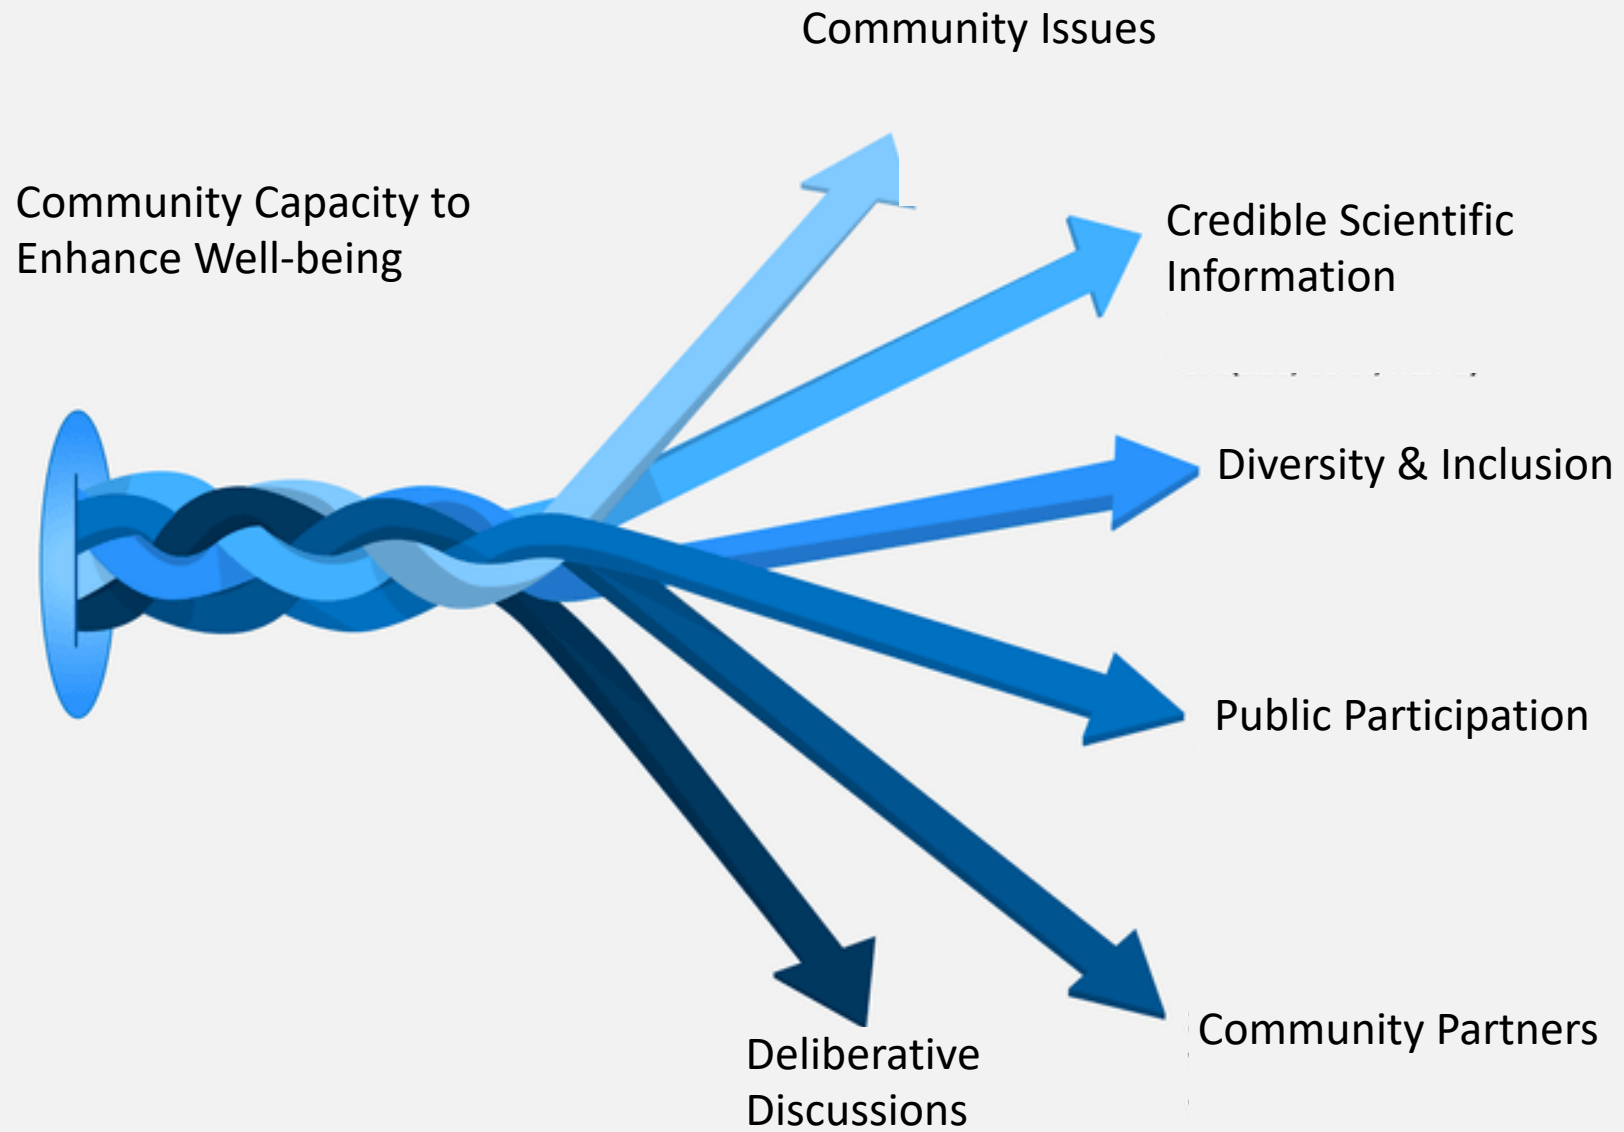 Community Issues
Community Capacity to
Enhance Well-being
Credible Scientific
Information
Diversity & Inclusion
Public Participation
Community Partners
Deliberative
Discussions